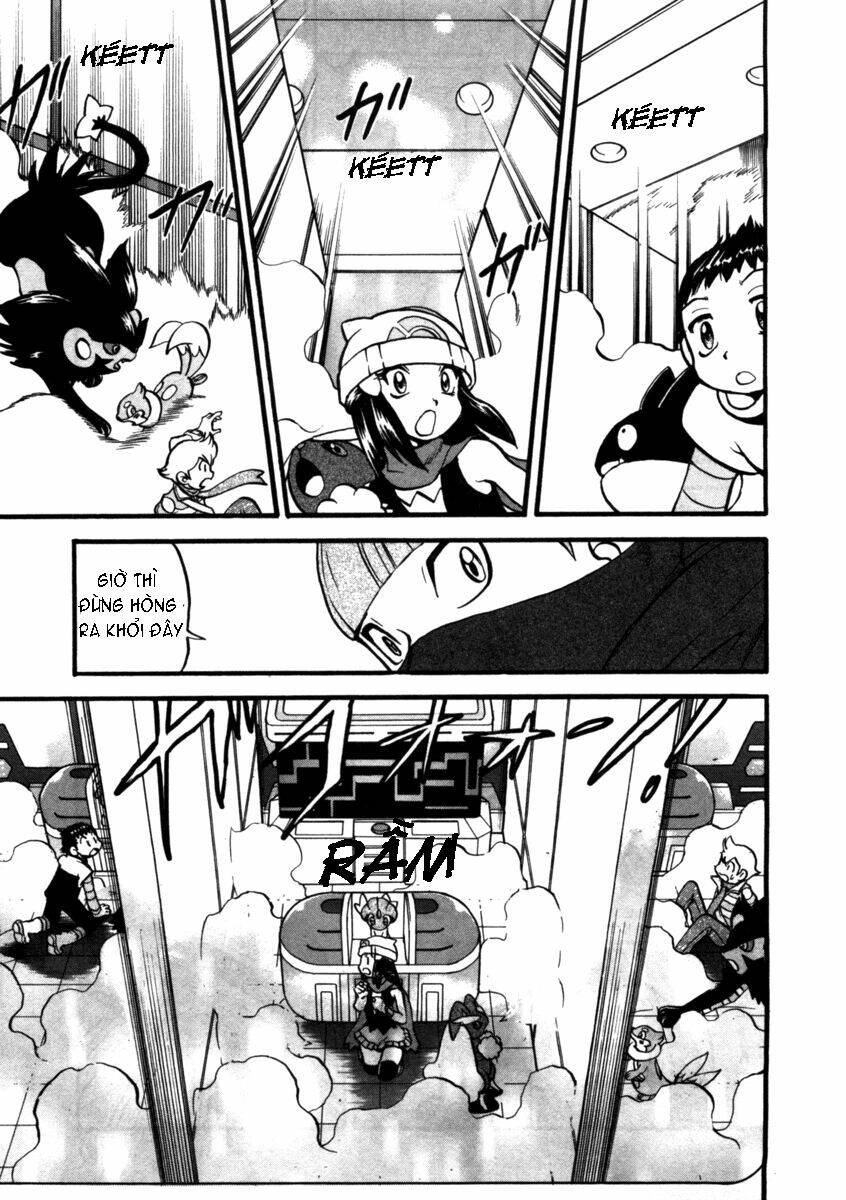 KÉETT
ガガ
KÉETT
ガガ
KÉETT
GIỜ THÌ
ĐỪNG HÒNG
RA KHỎI ĐÂY
RẦM